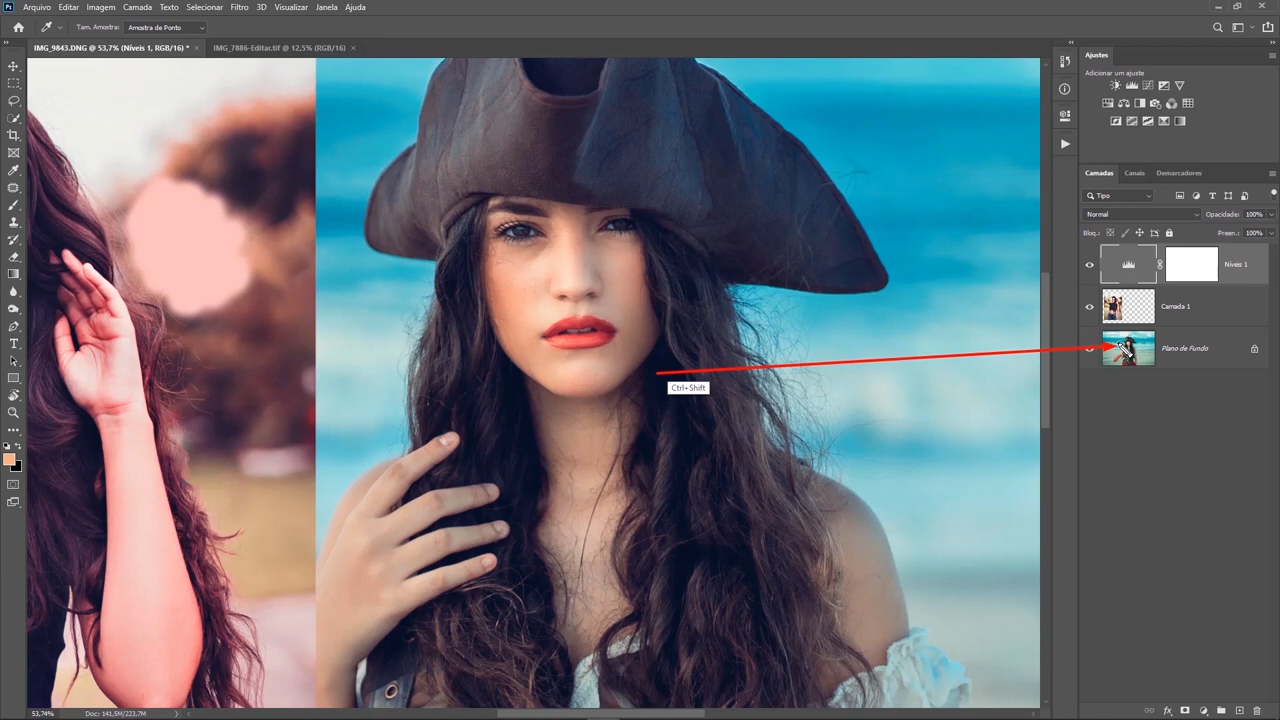 Ps Arquivo Editar Imagem Camada Texto Selecionar Filtro 3D Visualizar Janela Ajuda
Tam. Amostra: Amostra de Ponto
IMG_9843.DNG @ 53,7% (Níveis 1, RGB/16) * × IMG_7886-Editar.tif @ 12,5% (RGB/16) ×
Ajustes
Adicionar um ajuste
Camadas Canais Demarcadores
Tipo
Normal Opacidade: 100%
Bloq.: Preen.: 100%
Níveis 1
Camada 1
Plano de Fundo
Ctrl+Shift
T
53,74% Doc: 141,5M/223,7M
fx